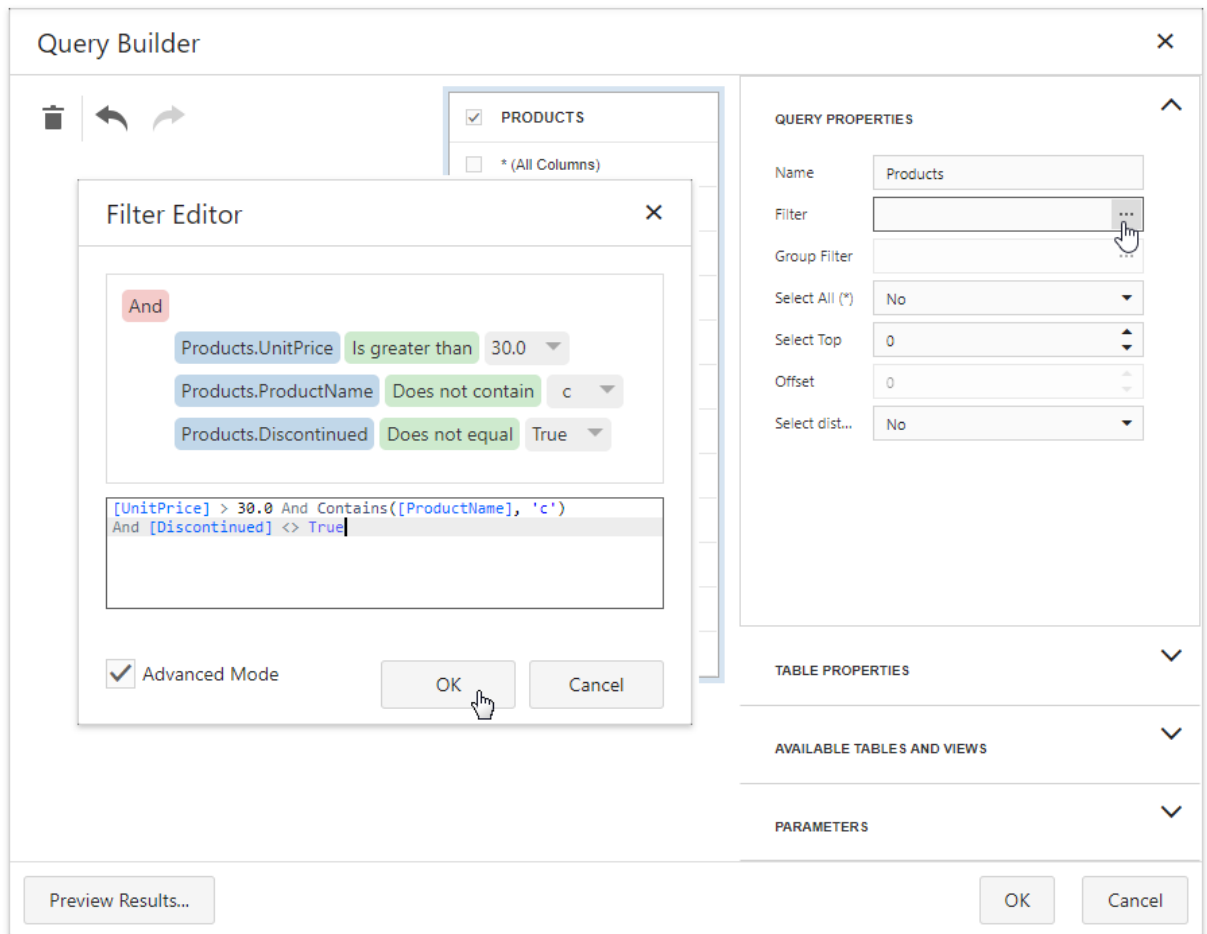 Query Builder
PRODUCTS
* (All Columns)
Filter Editor
And
Products.UnitPrice Is greater than 30.0
Products.ProductName Does not contain c
Products.Discontinued Does not equal True
[UnitPrice] > 30.0 And Contains([ProductName], 'c')
And [Discontinued] <> True
Advanced Mode
OK Cancel
QUERY PROPERTIES
Name Products
Filter ...
Group Filter ...
Select All (*) No
Select Top 0
Offset 0
Select dist... No
TABLE PROPERTIES
AVAILABLE TABLES AND VIEWS
PARAMETERS
Preview Results... OK Cancel